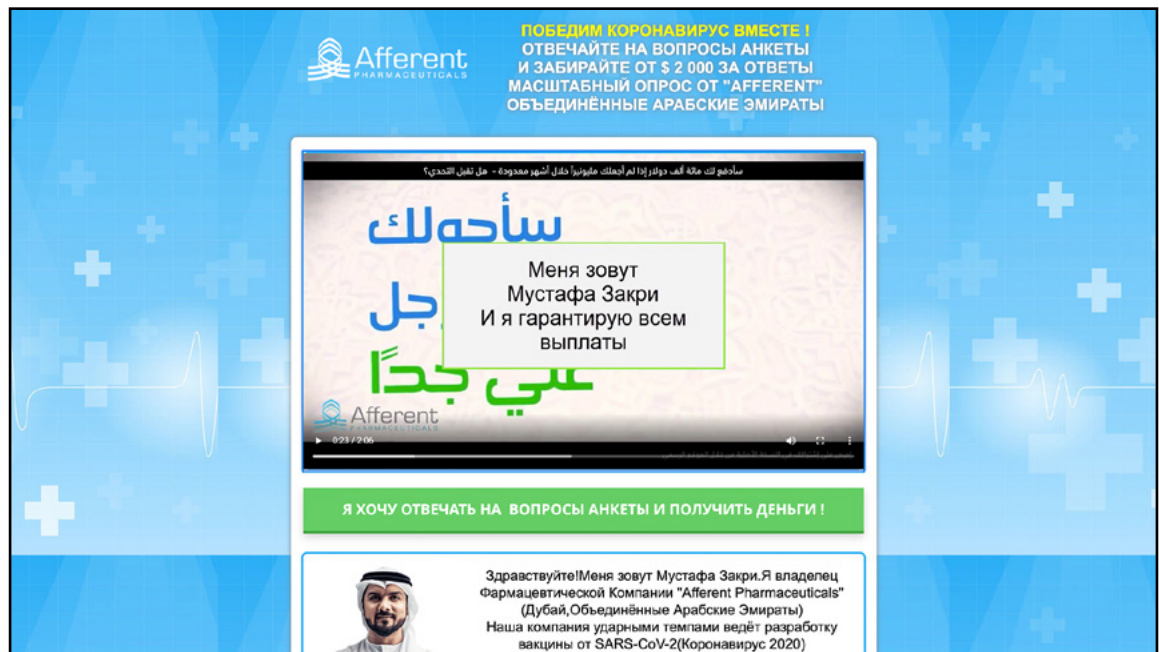 Afferent
PHARMACEUTICALS
ПОБЕДИМ КОРОНАВИРУС ВМЕСТЕ !
ОТВЕЧАЙТЕ НА ВОПРОСЫ АНКЕТЫ
И ЗАБИРАЙТЕ ОТ $ 2 000 ЗА ОТВЕТЫ
МАСШТАБНЫЙ ОПРОС ОТ "AFFERENT"
ОБЪЕДИНЁННЫЕ АРАБСКИЕ ЭМИРАТЫ
سأدفع لك مائة ألف دولار إذا لم أجعلك مليونيراً خلال أشهر معدودة - هل تقبل التحدي؟
سأحولك
Меня зовут
Мустафа Закри
И я гарантирую всем
выплаты
جدًا
Afferent
PHARMACEUTICALS
0:23 / 2:06
Я ХОЧУ ОТВЕЧАТЬ НА ВОПРОСЫ АНКЕТЫ И ПОЛУЧИТЬ ДЕНЬГИ !
Здравствуйте!Меня зовут Мустафа Закри.Я владелец
Фармацевтической Компании "Afferent Pharmaceuticals"
(Дубай,Объединённые Арабские Эмираты)
Наша компания ударными темпами ведёт разработку
вакцины от SARS-CoV-2(Коронавирус 2020)